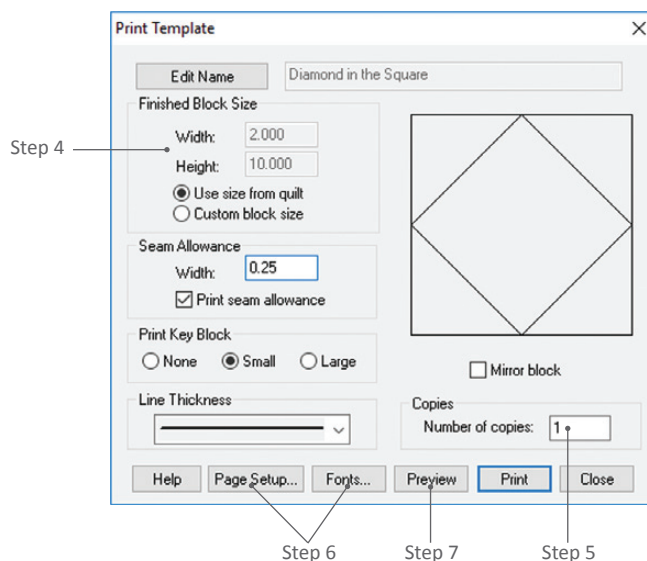 Print Template
Edit Name
Diamond in the Square
Finished Block Size
Step 4
Width: 2.000
Height: 10.000
Use size from quilt
Custom block size
Seam Allowance
Width: 0.25
Print seam allowance
Print Key Block
None Small Large
Mirror block
Line Thickness
Copies
Number of copies: 1
Help Page Setup... Fonts... Preview Print Close
Step 6 Step 7 Step 5